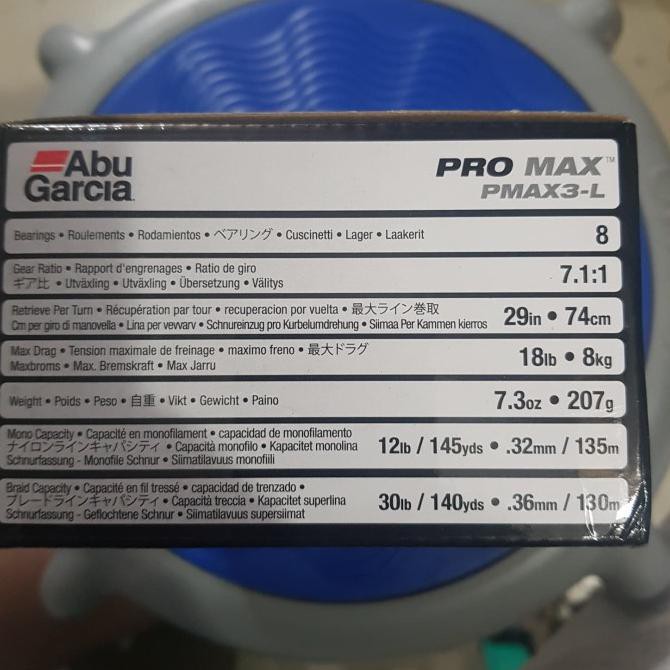 Abu
Garcia
PRO MAX™
PMAX3-L
Bearings • Roulements • Rodamientos • ベアリング • Cuscinetti • Lager • Laakerit
8
Gear Ratio • Rapport d'engrenages • Ratio de giro
ギア比 • Utväxling • Utväxling • Übersetzung • Välitys
7.1:1
Retrieve Per Turn • Récupération par tour • recuperacion por vuelta • 最大ライン巻取
Cm per giro di manovella • Lina per vevvarv • Schnureinzug pro Kurbelumdrehung • Siimaa Per Kammen kierros
29in • 74cm
Max Drag • Tension maximale de freinage • maximo freno • 最大ドラグ
Maxbroms • Max. Bremskraft • Max Jarru
18lb • 8kg
Weight • Poids • Peso • 自重 • Vikt • Gewicht • Paino
7.3oz • 207g
Mono Capacity • Capacité en monofilament • capacidad de monofilamento
ナイロンラインキャパシティ • Capacità monofilo • Kapacitet monolina
Schnurfassung - Monofile Schnur • Siimatilavuus monofiili
12lb / 145yds • .32mm / 135m
Braid Capacity • Capacité en fil tressé • capacidad de trenzado •
ブレードラインキャパシティ • Capacità treccia • Kapacitet superlina
Schnurfassung - Geflochtene Schnur • Siimatilavuus supersiimat
30lb / 140yds • .36mm / 130m